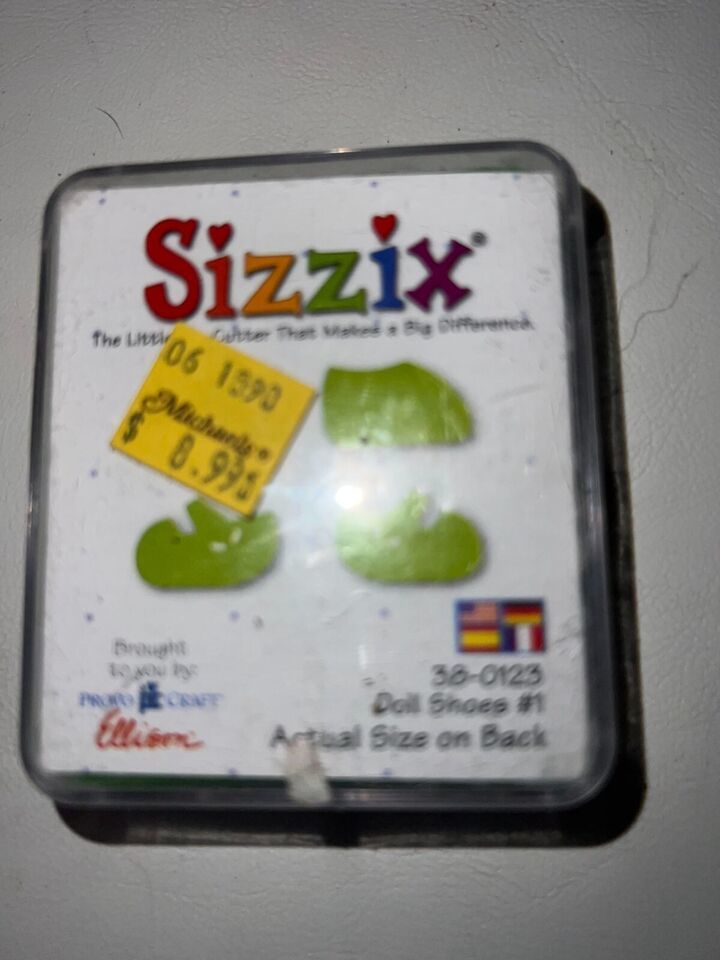 Sizzix®
The Little Cutter That Makes a Big Difference.
06 1390
Michaels®
$ 8.99
Brought
to you by:
PROVO CRAFT
Ellison
38-0123
Doll Shoes #1
Actual Size on Back